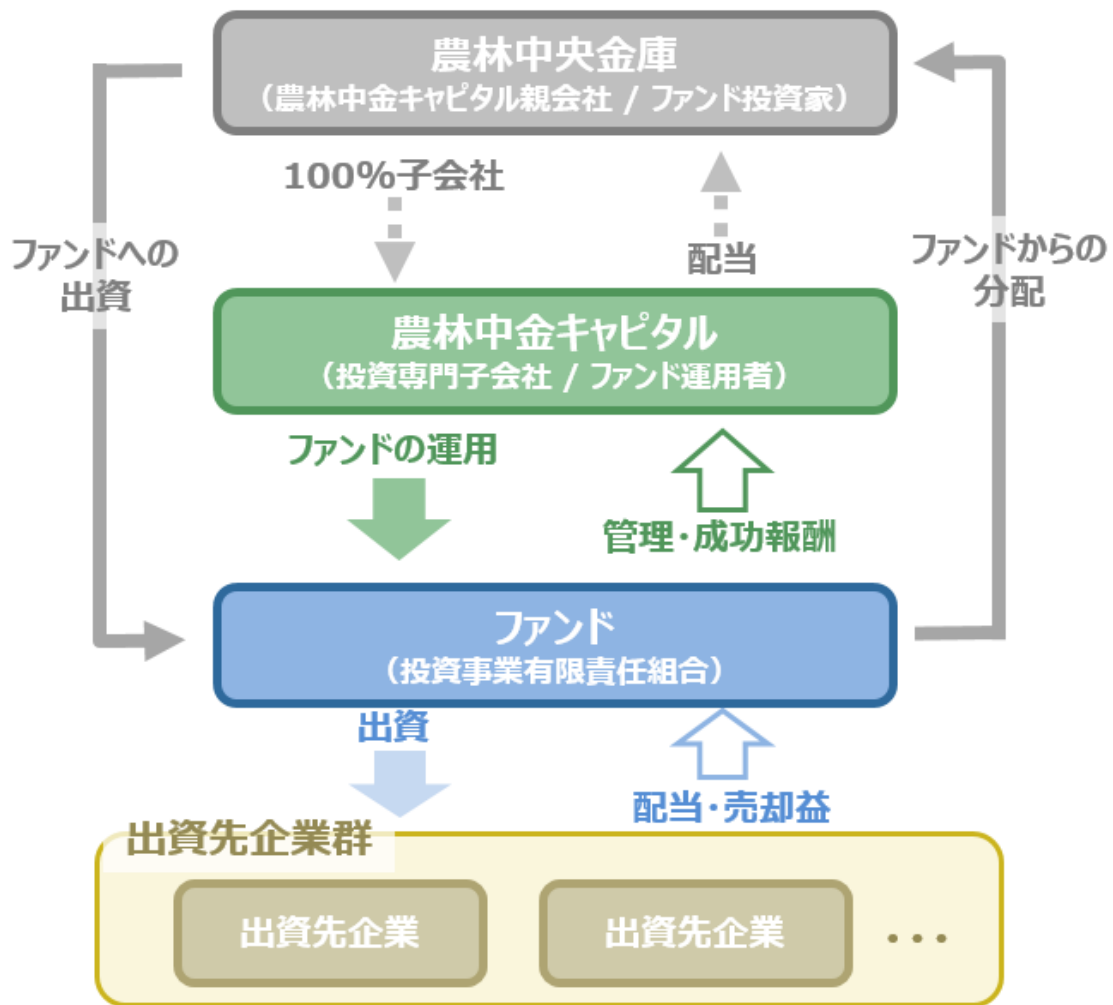 農林中央金庫
（農林中金キャピタル親会社 / ファンド投資家）
100%子会社
配当
ファンドへの
出資
ファンドからの
分配
農林中金キャピタル
（投資専門子会社 / ファンド運用者）
ファンドの運用
管理・成功報酬
ファンド
（投資事業有限責任組合）
出資
配当・売却益
出資先企業群
出資先企業
出資先企業
・・・